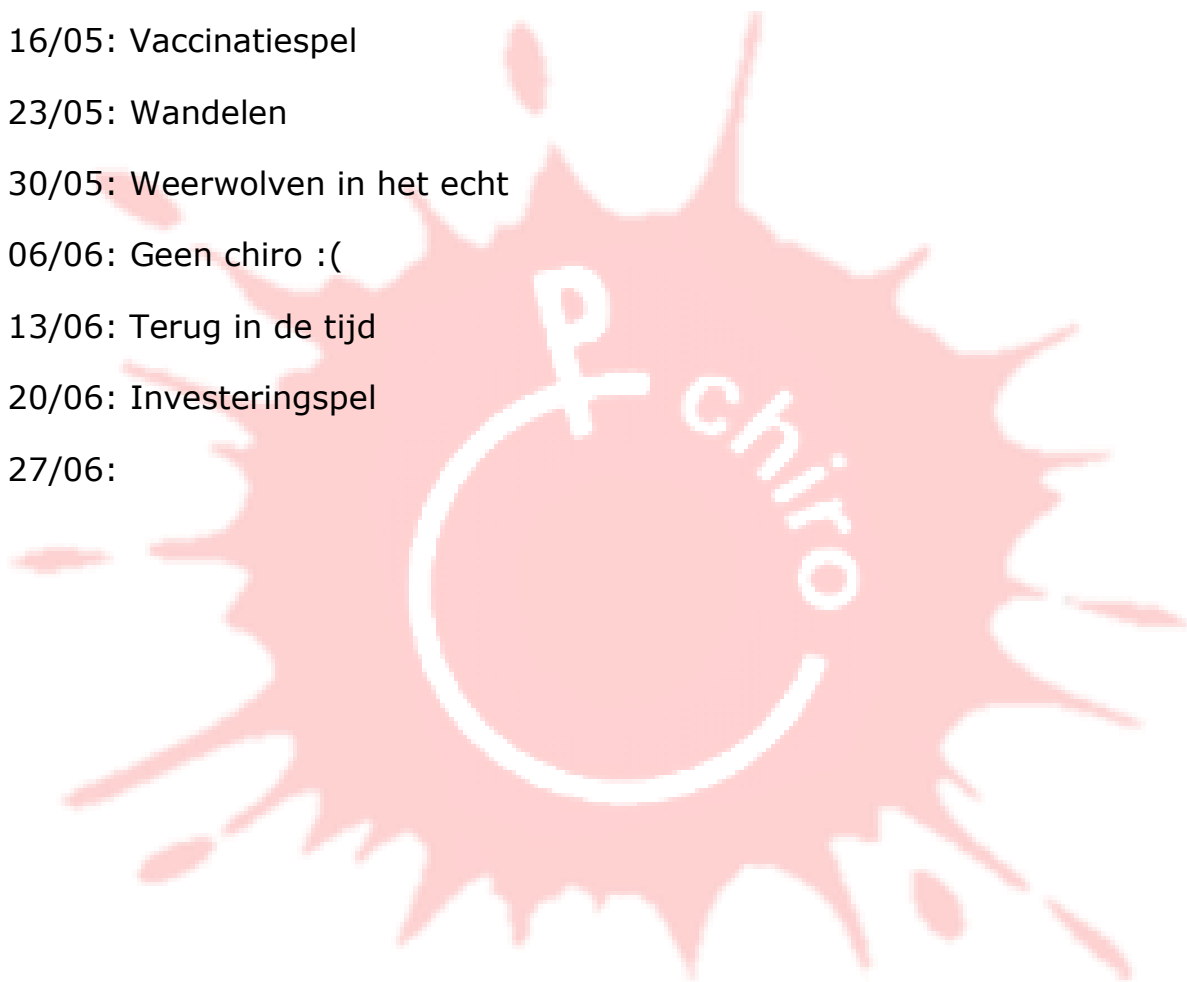 16/05: Vaccinatiespel
23/05: Wandelen
30/05: Weerwolven in het echt
06/06: Geen chiro :(
13/06: Terug in de tijd
20/06: Investeringspel
27/06:
chiro